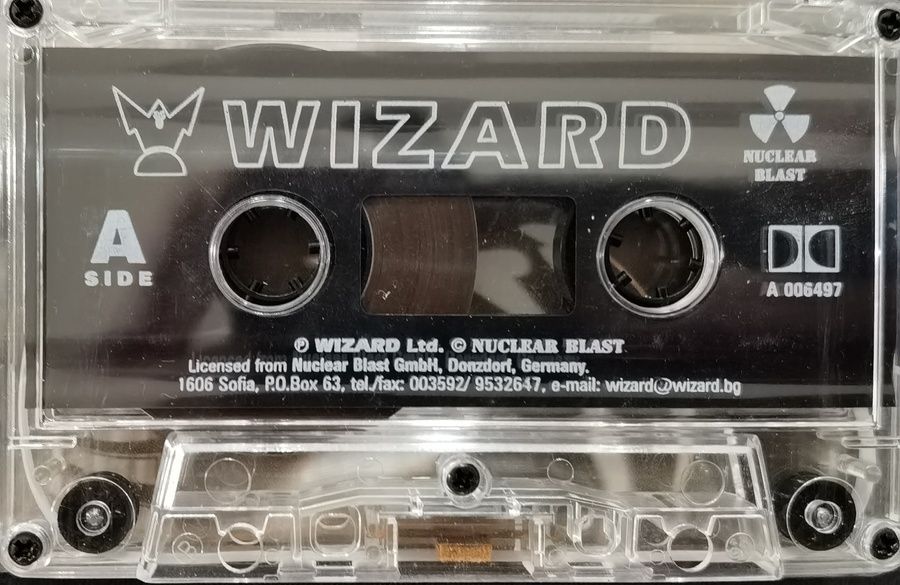 WIZARD
NUCLEAR
BLAST
A
SIDE
A 006497
℗ WIZARD Ltd. © NUCLEAR BLAST
Licensed from Nuclear Blast GmbH, Donzdorf, Germany.
1606 Sofia, P.O.Box 63, tel./fax: 003592/ 9532647, e-mail: wizard@wizard.bg